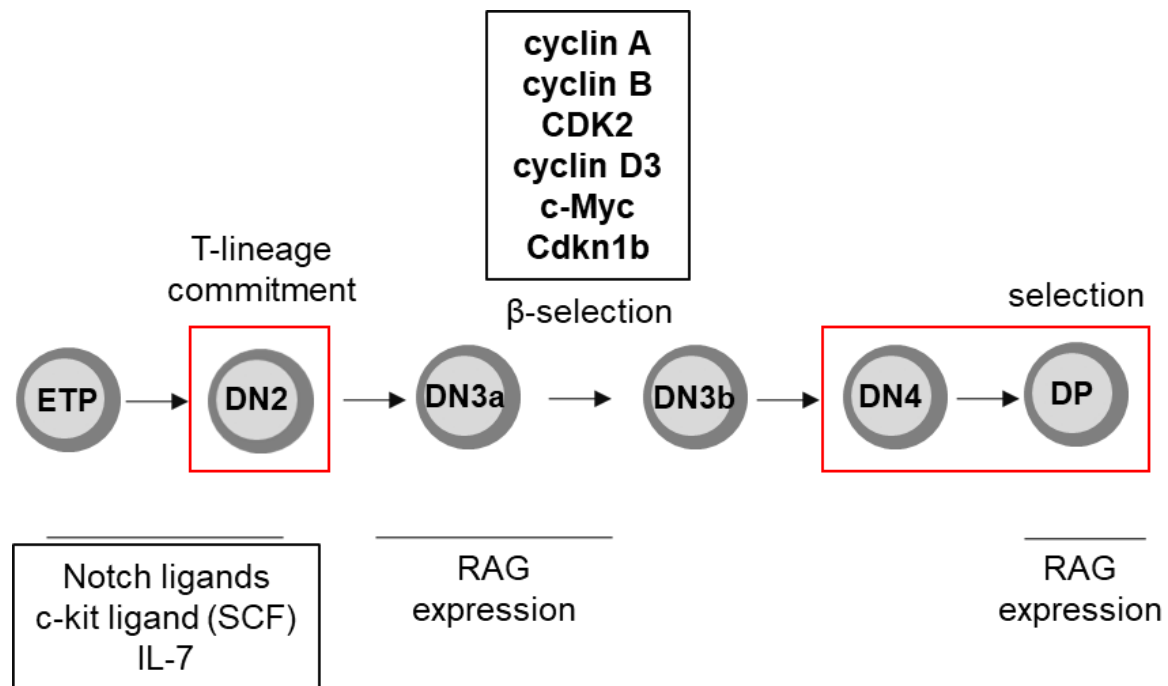 cyclin A
cyclin B
CDK2
cyclin D3
c-Myc
Cdkn1b
T-lineage
commitment
β-selection
selection
ETP
DN2
DN3a
DN3b
DN4
DP
Notch ligands
c-kit ligand (SCF)
IL-7
RAG
expression
RAG
expression